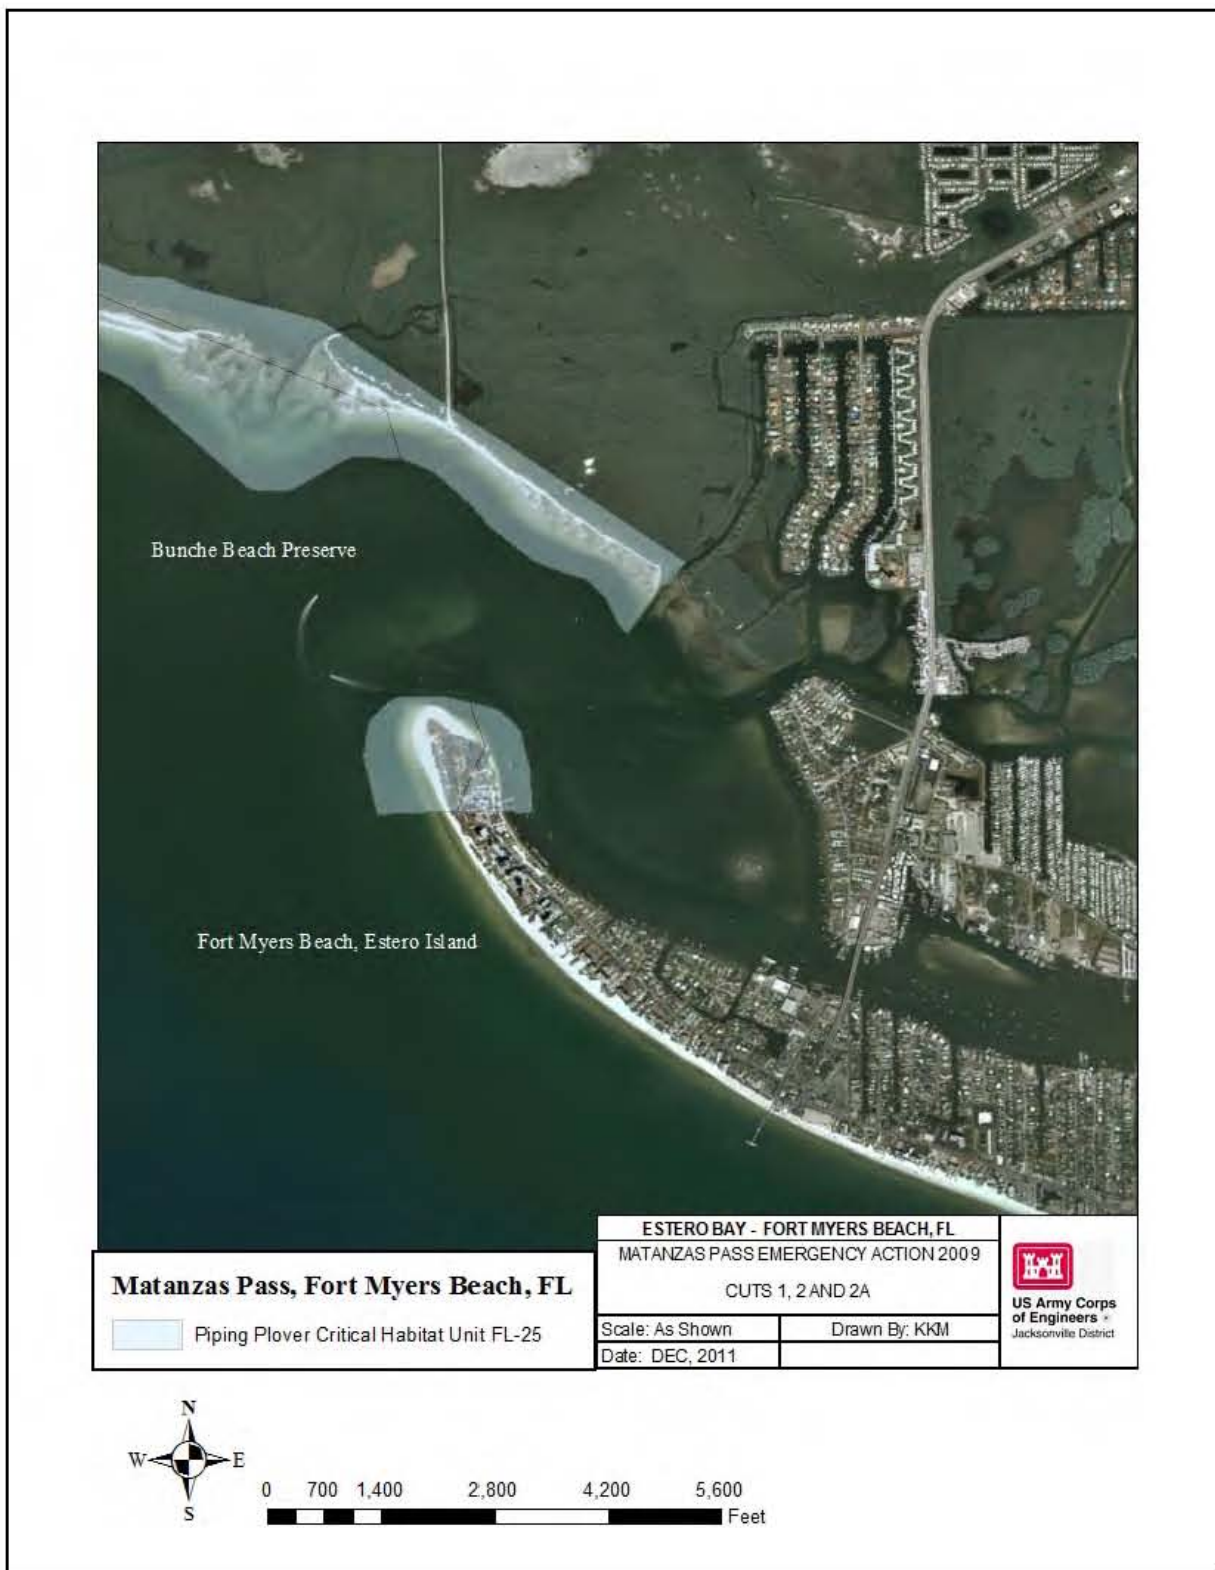 Bunche Beach Preserve
Fort Myers Beach, Estero Island
Matanzas Pass, Fort Myers Beach, FL
Piping Plover Critical Habitat Unit FL-25
ESTERO BAY - FORT MYERS BEACH, FL
MATANZAS PASS EMERGENCY ACTION 2009
CUTS 1, 2 AND 2A
Scale: As Shown
Drawn By: KKM
Date: DEC, 2011
US Army Corps
of Engineers
Jacksonville District
N
W E
S
0 700 1,400 2,800 4,200 5,600
Feet